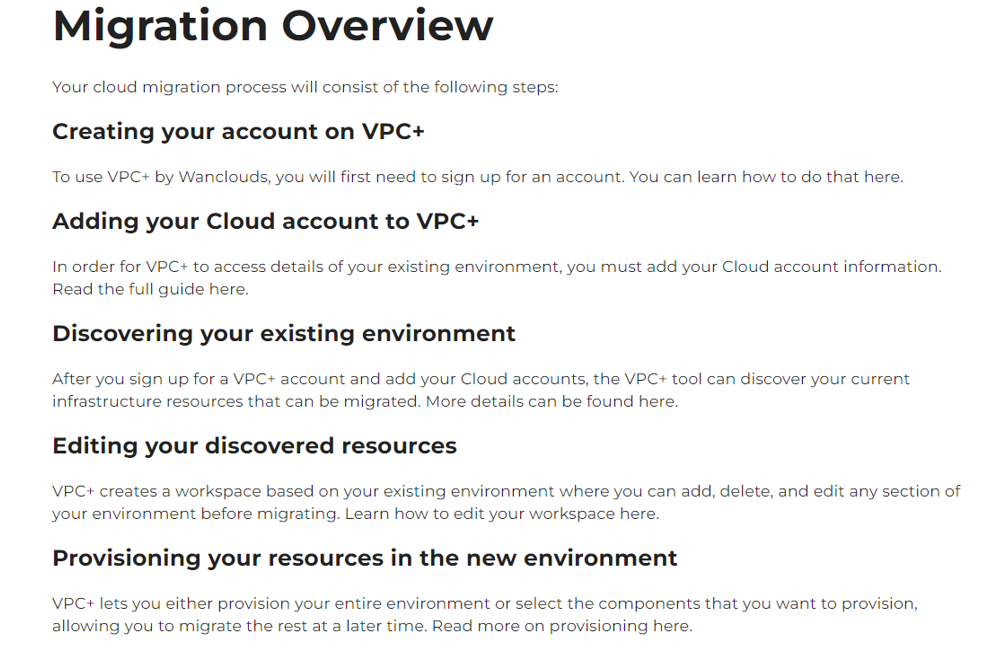 Migration Overview
Your cloud migration process will consist of the following steps:
Creating your account on VPC+
To use VPC+ by Wanclouds, you will first need to sign up for an account. You can learn how to do that here.
Adding your Cloud account to VPC+
In order for VPC+ to access details of your existing environment, you must add your Cloud account information.
Read the full guide here.
Discovering your existing environment
After you sign up for a VPC+ account and add your Cloud accounts, the VPC+ tool can discover your current
infrastructure resources that can be migrated. More details can be found here.
Editing your discovered resources
VPC+ creates a workspace based on your existing environment where you can add, delete, and edit any section of
your environment before migrating. Learn how to edit your workspace here.
Provisioning your resources in the new environment
VPC+ lets you either provision your entire environment or select the components that you want to provision,
allowing you to migrate the rest at a later time. Read more on provisioning here.